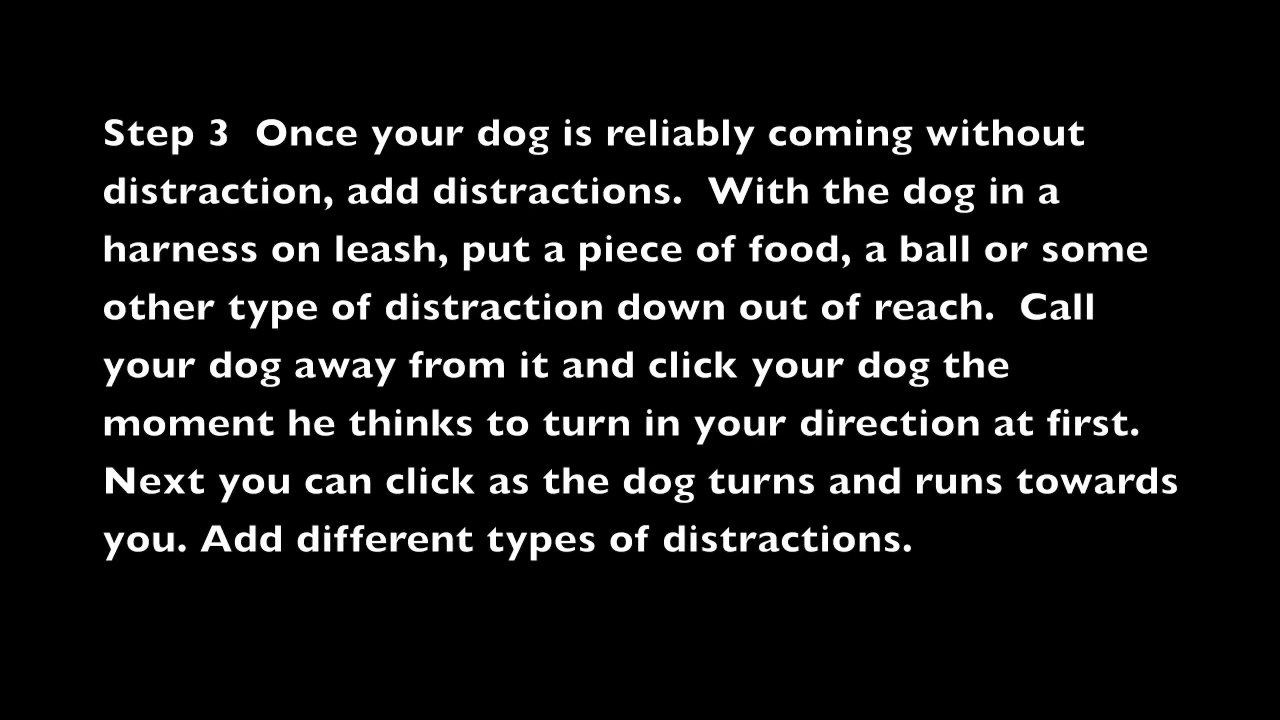 Step 3  Once your dog is reliably coming without
distraction, add distractions.  With the dog in a
harness on leash, put a piece of food, a ball or some
other type of distraction down out of reach.  Call
your dog away from it and click your dog the
moment he thinks to turn in your direction at first.
Next you can click as the dog turns and runs towards
you. Add different types of distractions.